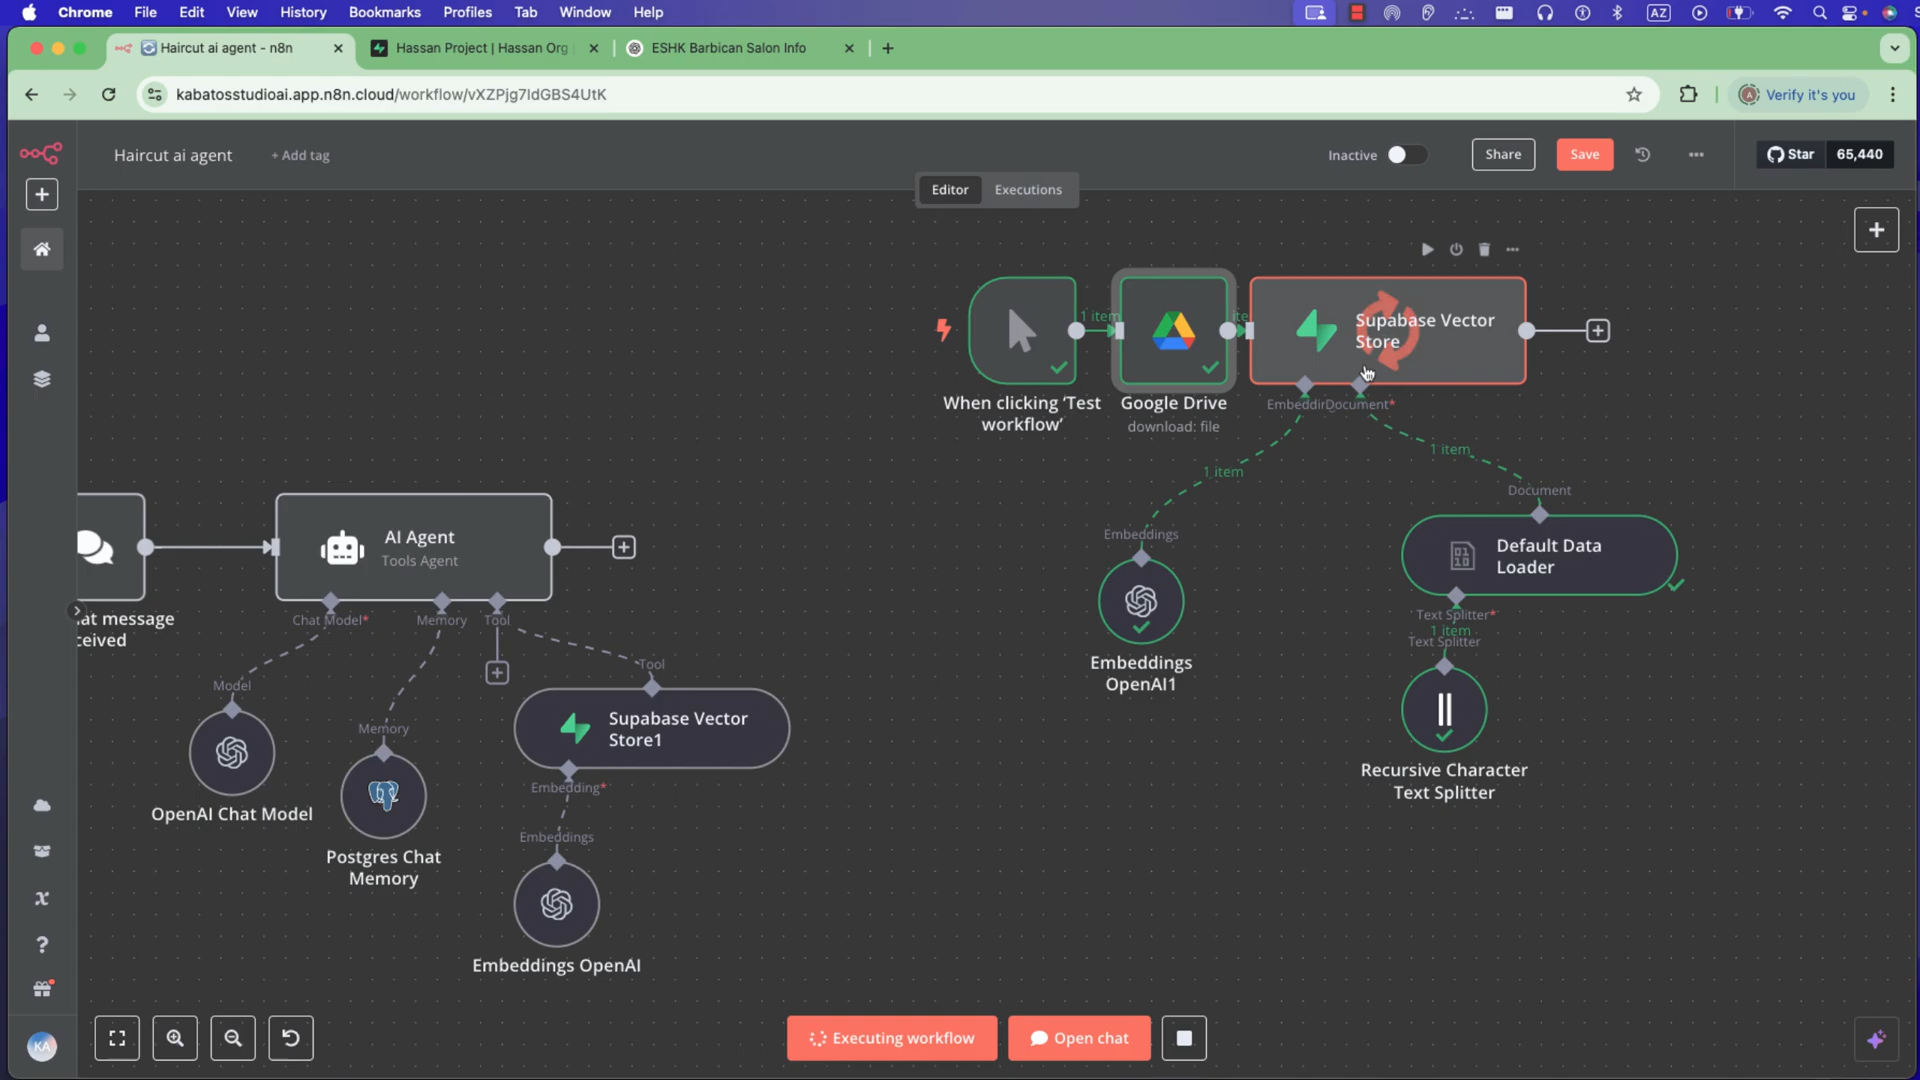 Chrome File Edit View History Bookmarks Profiles Tab Window Help
AZ
Haircut ai agent - n8n
Hassan Project | Hassan Org
ESHK Barbican Salon Info
kabatosstudioai.app.n8n.cloud/workflow/vXZPjg7ldGBS4UtK
Verify it's you
Haircut ai agent
+ Add tag
Inactive
Share
Save
Star
65,440
Editor
Executions
1 item
ite
Supabase Vector
Store
When clicking ‘Test
workflow’
Google Drive
download: file
Embeddin
Document*
1 item
1 item
Document
Default Data
Loader
Embeddings
Embeddings
OpenAI1
Text Splitter*
1 item
Text Splitter
Recursive Character
Text Splitter
at message
ceived
AI Agent
Tools Agent
Chat Model*
Memory
Tool
Model
OpenAI Chat Model
Memory
Postgres Chat
Memory
Tool
Supabase Vector
Store1
Embedding*
Embeddings
Embeddings OpenAI
KA
Executing workflow
Open chat